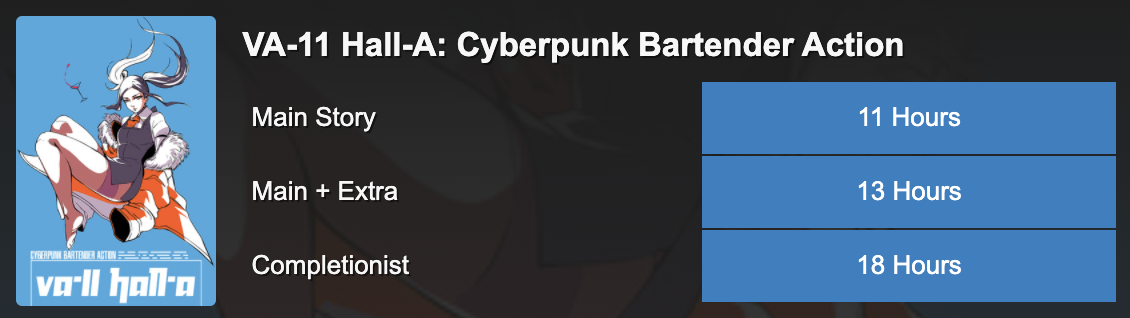 VA-11 Hall-A: Cyberpunk Bartender Action
Main Story 11 Hours
Main + Extra 13 Hours
Completionist 18 Hours
CYBERPUNK BARTENDER ACTION
va-11 hall-a